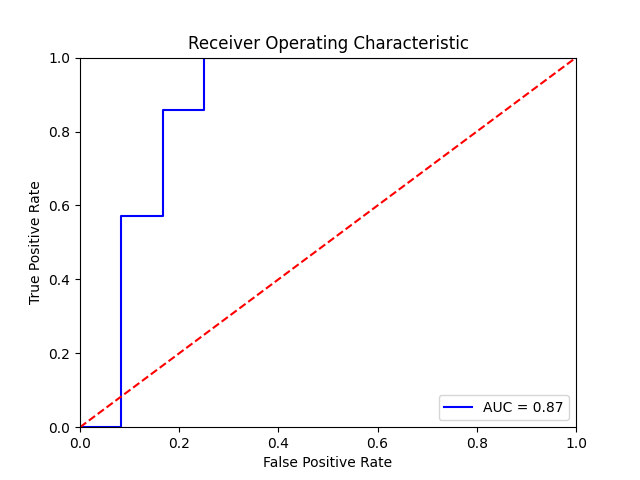 Receiver Operating Characteristic
1.0
0.8
0.6
0.4
0.2
0.0
True Positive Rate
AUC = 0.87
0.0 0.2 0.4 0.6 0.8 1.0
False Positive Rate